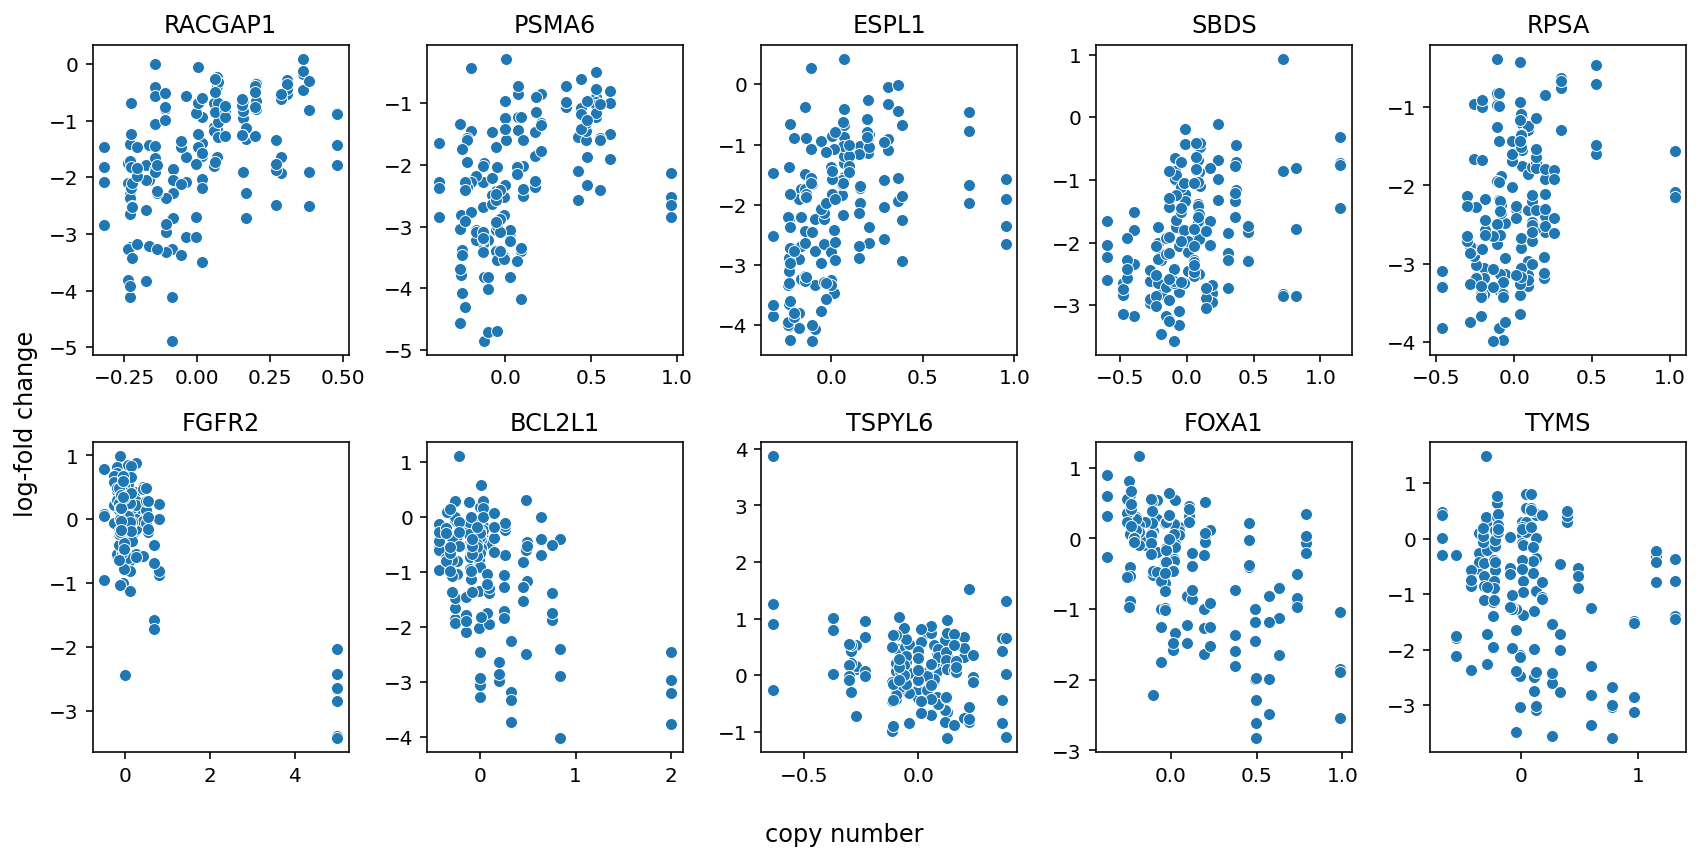 RACGAP1 PSMA6 ESPL1 SBDS RPSA
0 −1 −2 −3 −4 −5
−0.25 0.00 0.25 0.50
−1 −2 −3 −4 −5
0.0 0.5 1.0
0 −1 −2 −3 −4
0.0 0.5 1.0
1 0 −1 −2 −3
−0.5 0.0 0.5 1.0
−1 −2 −3 −4
−0.5 0.0 0.5 1.0
log-fold change
FGFR2 BCL2L1 TSPYL6 FOXA1 TYMS
1 0 −1 −2 −3
0 2 4
1 0 −1 −2 −3 −4
0 1 2
4 3 2 1 0 −1
−0.5 0.0
1 0 −1 −2 −3
0.0 0.5 1.0
1 0 −1 −2 −3
0 1
copy number